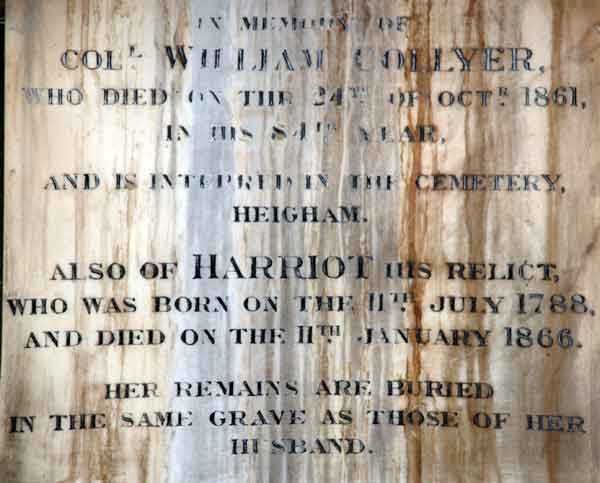 IN MEMORY OF
COLL. WILLIAM COLLYER,
WHO DIED ON THE 24TH OF OCTR. 1861,
IN HIS 84TH YEAR,
AND IS INTERRED IN THE CEMETERY,
HEIGHAM.
ALSO OF HARRIOT HIS RELICT,
WHO WAS BORN ON THE 11TH JULY 1788,
AND DIED ON THE 11TH JANUARY 1866.
HER REMAINS ARE BURIED
IN THE SAME GRAVE AS THOSE OF HER
HUSBAND.